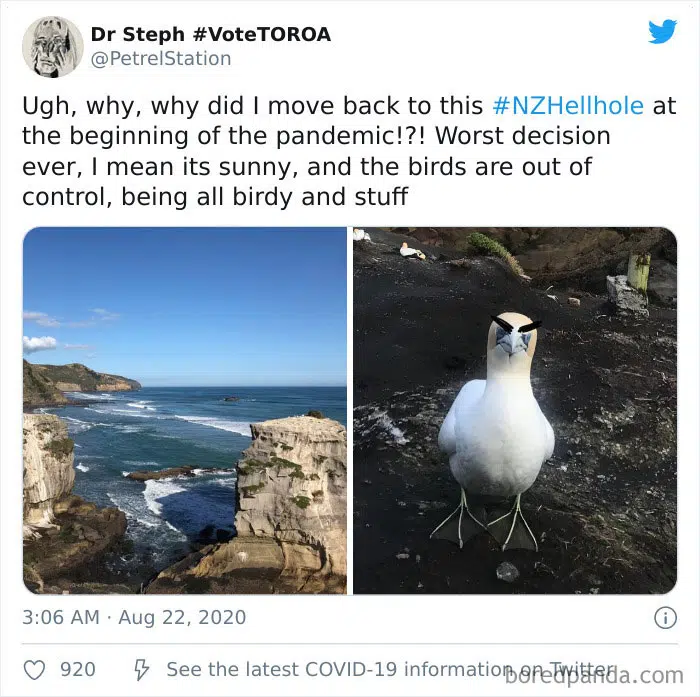 Dr Steph #VoteTOROA
@PetrelStation
Ugh, why, why did I move back to this #NZHellhole at
the beginning of the pandemic!?! Worst decision
ever, I mean its sunny, and the birds are out of
control, being all birdy and stuff
3:06 AM · Aug 22, 2020
920 See the latest COVID-19 information on Twitter
boredpanda.com